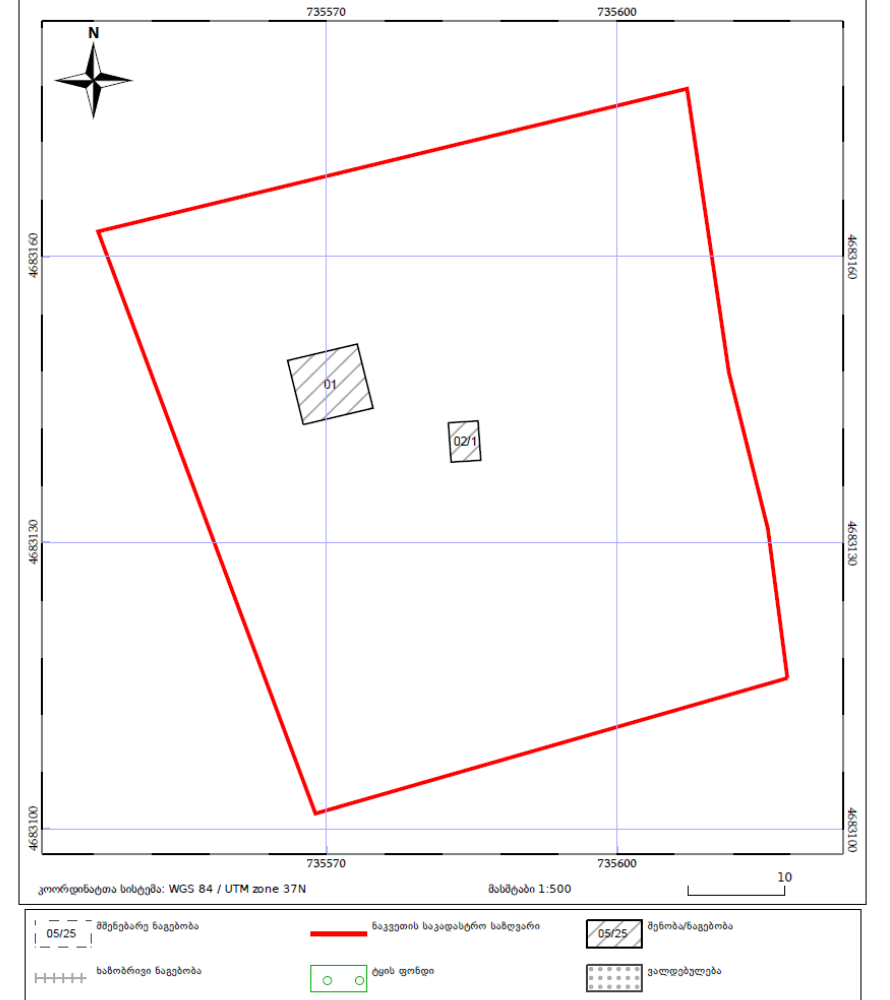 735570 735600
N
4683160 4683160
01
02/1
4683130 4683130
4683100 4683100
735570 735600
კოორდინატთა სისტემა: WGS 84 / UTM zone 37N მასშტაბი 1:500 10
05/25 მშენებარე ნაგებობა ნაკვეთის საკადასტრო საზღვარი 05/25 შენობა/ნაგებობა
ხაზობრივი ნაგებობა ტყის ფონდი ვალდებულება